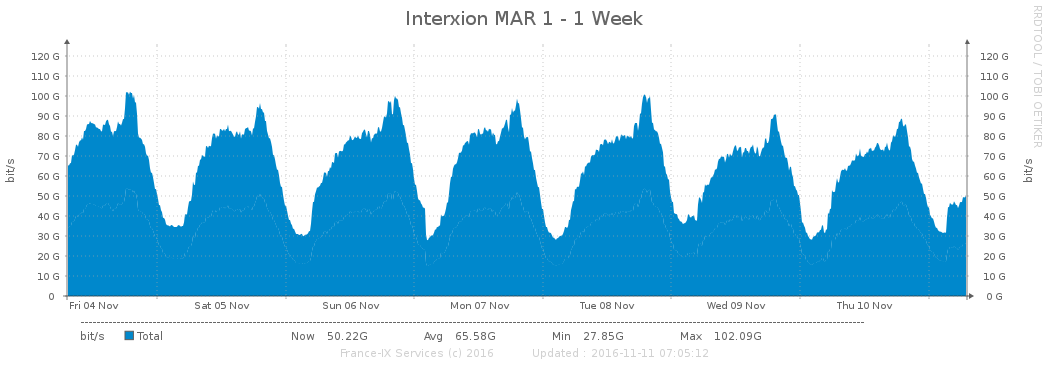 Interxion MAR 1 - 1 Week
RRDTOOL / TOBI OETIKER
120 G 120 G
110 G 110 G
100 G 100 G
90 G 90 G
80 G 80 G
70 G 70 G
60 G 60 G
50 G 50 G
40 G 40 G
30 G 30 G
20 G 20 G
10 G 10 G
0 0 G
bit/s
bit/s
Fri 04 Nov Sat 05 Nov Sun 06 Nov Mon 07 Nov Tue 08 Nov Wed 09 Nov Thu 10 Nov
bit/s Total Now 50.22G Avg 65.58G Min 27.85G Max 102.09G
France-IX Services (c) 2016 Updated : 2016-11-11 07:05:12